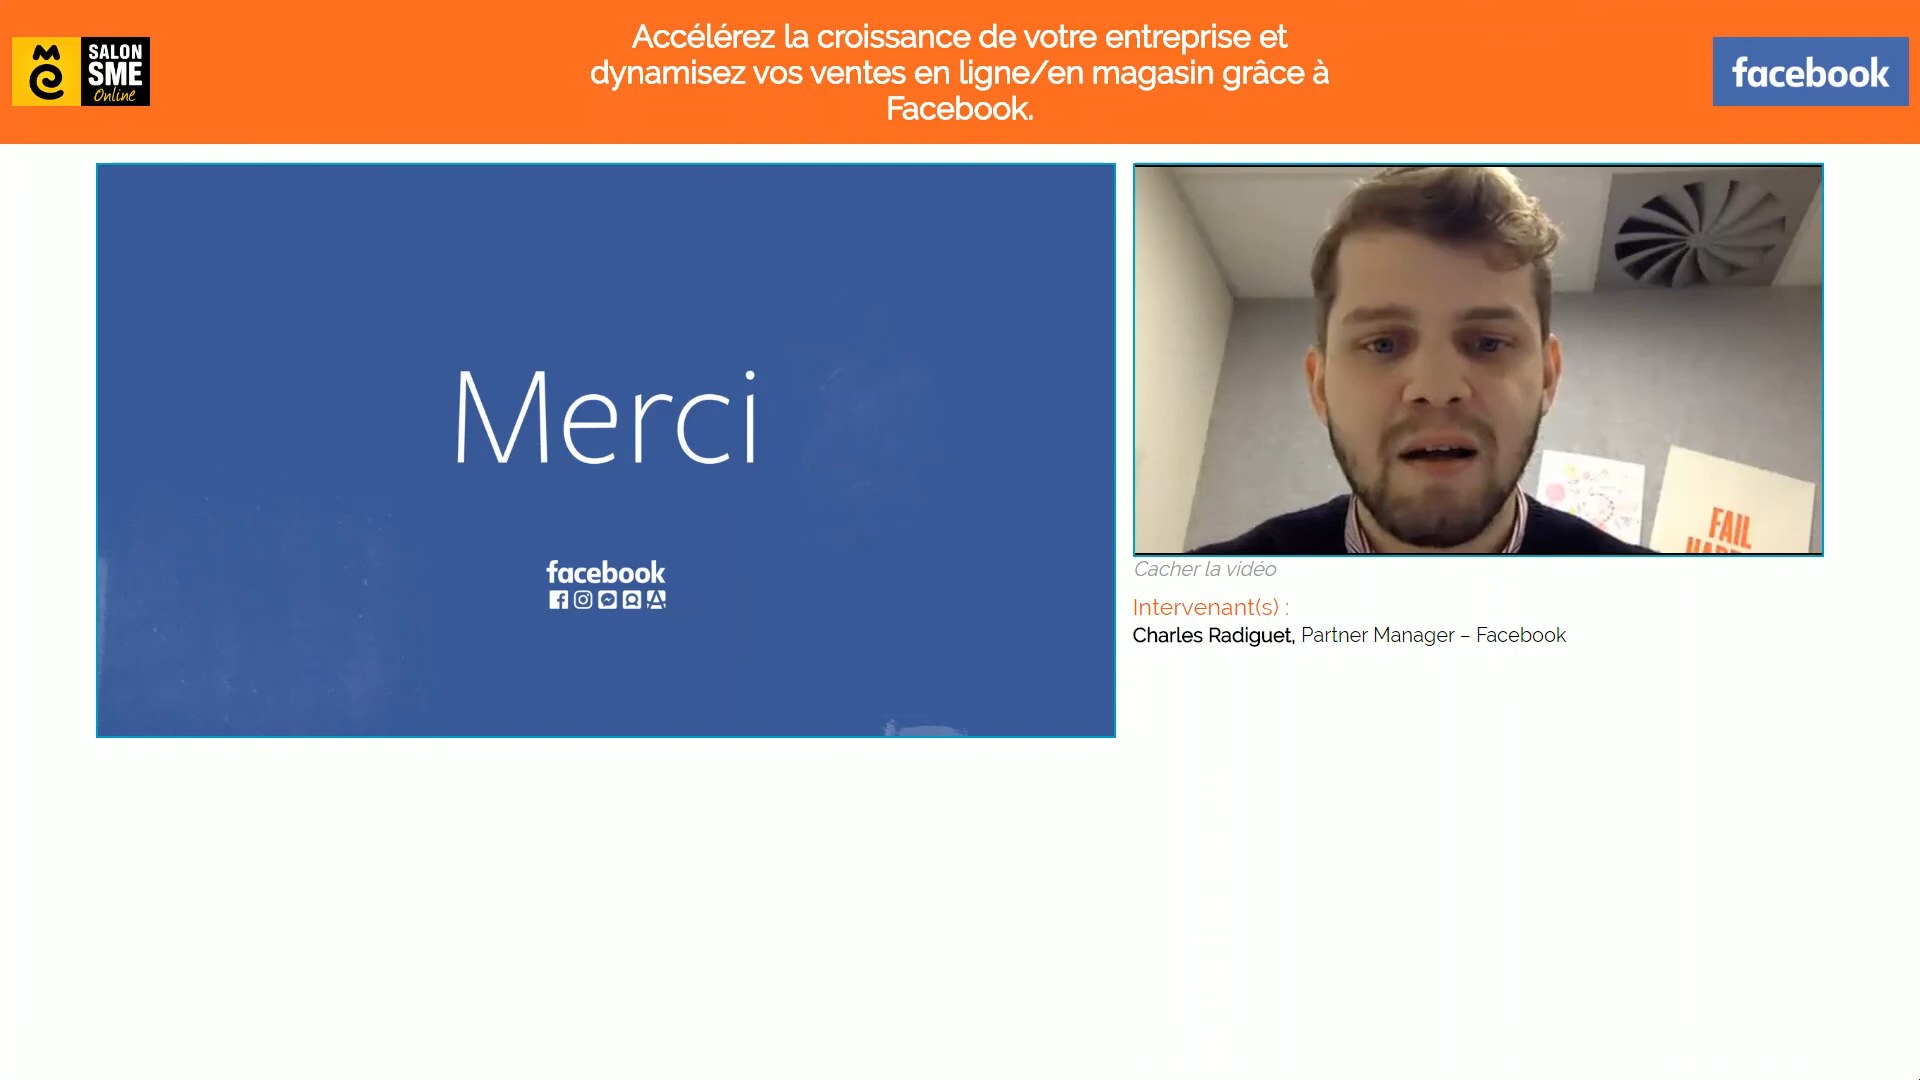 SALON
SME
Online
Accélérez la croissance de votre entreprise et
dynamisez vos ventes en ligne/en magasin grâce à
Facebook.
facebook
Merci
facebook
FAIL
Cacher la vidéo
Intervenant(s) :
Charles Radiguet, Partner Manager – Facebook